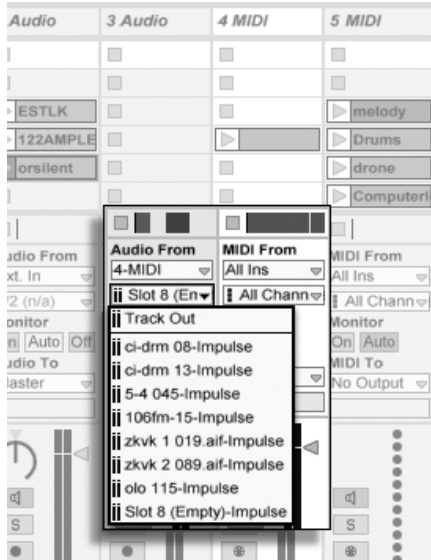 Audio 3 Audio 4 MIDI 5 MIDI
ESTLK melody
122AMPLE Drums
orsilent drone
Computerl
Audio From MIDI From
udio From MIDI From
4-MIDI All Ins
xt. In All Ins
Slot 8 (En All Chann
/2 (n/a) All Chann
Track Out
onitor Monitor
n Auto Off On Auto
ci-drm 08-Impulse
udio To MIDI To
ci-drm 13-Impulse
aster No Output
5-4 045-Impulse
106fm-15-Impulse
zkvk 1 019.aif-Impulse
zkvk 2 089.aif-Impulse
olo 115-Impulse
Slot 8 (Empty)-Impulse
S S